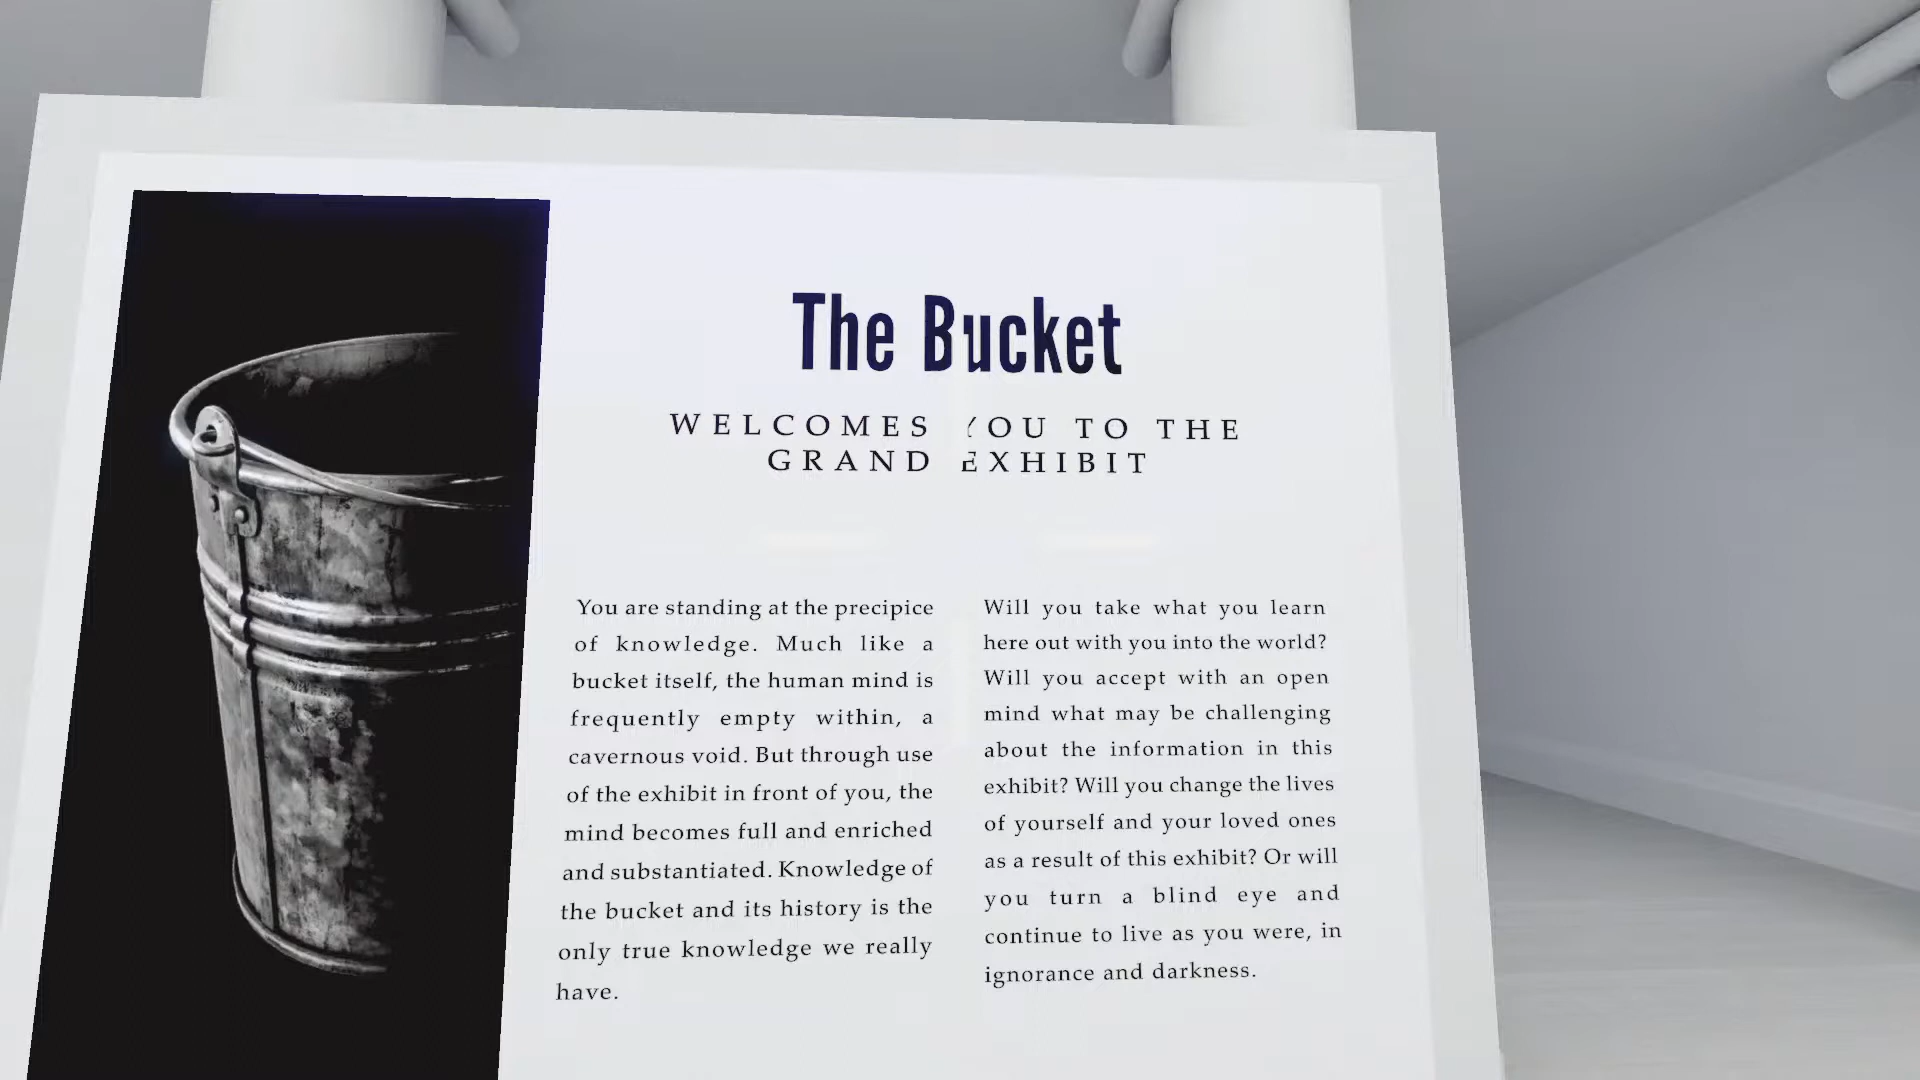 The Bucket
WELCOMES YOU TO THE
GRAND EXHIBIT
You are standing at the precipice
of knowledge. Much like a
bucket itself, the human mind is
frequently empty within, a
cavernous void. But through use
of the exhibit in front of you, the
mind becomes full and enriched
and substantiated. Knowledge of
the bucket and its history is the
only true knowledge we really
have.
Will you take what you learn
here out with you into the world?
Will you accept with an open
mind what may be challenging
about the information in this
exhibit? Will you change the lives
of yourself and your loved ones
as a result of this exhibit? Or will
you turn a blind eye and
continue to live as you were, in
ignorance and darkness.